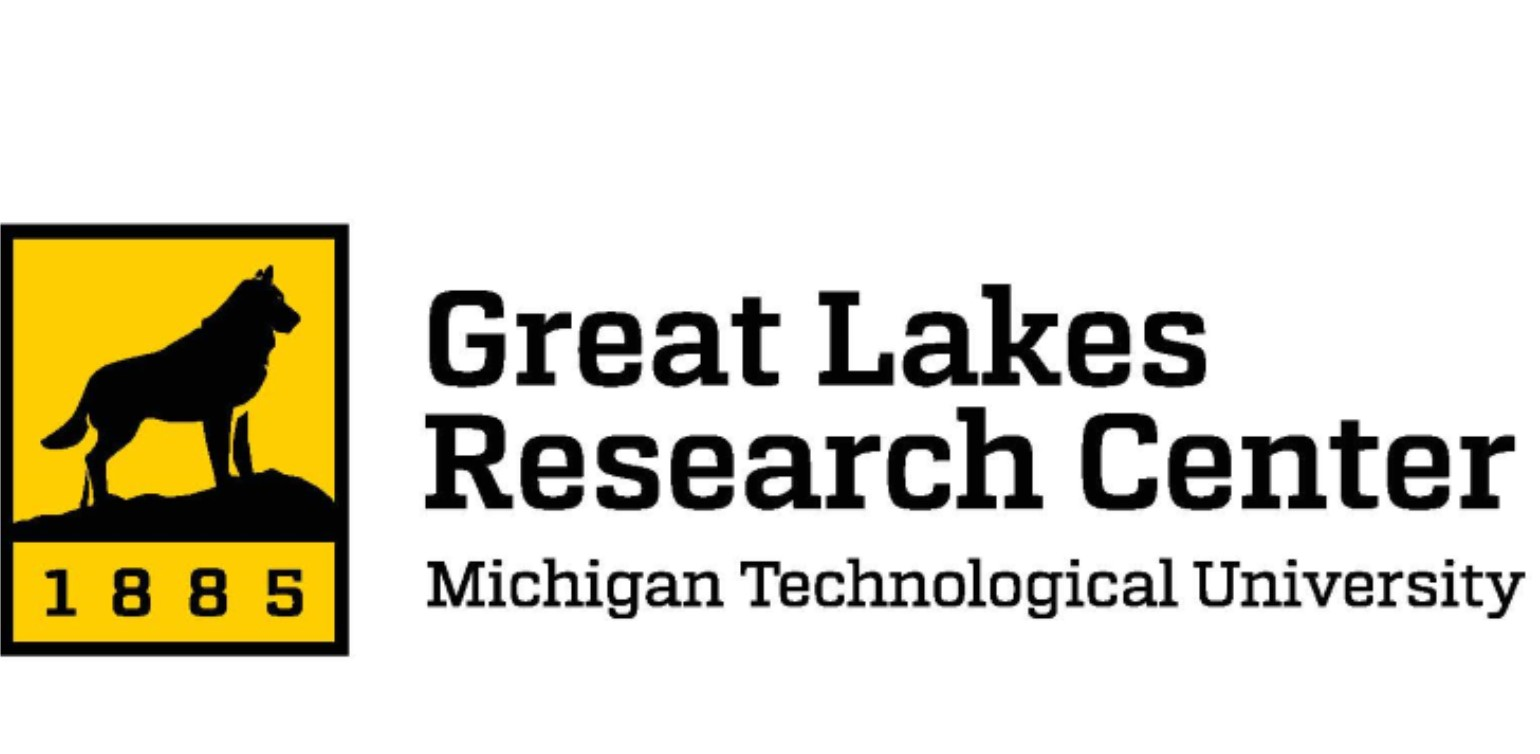 1885
Great Lakes
Research Center
Michigan Technological University